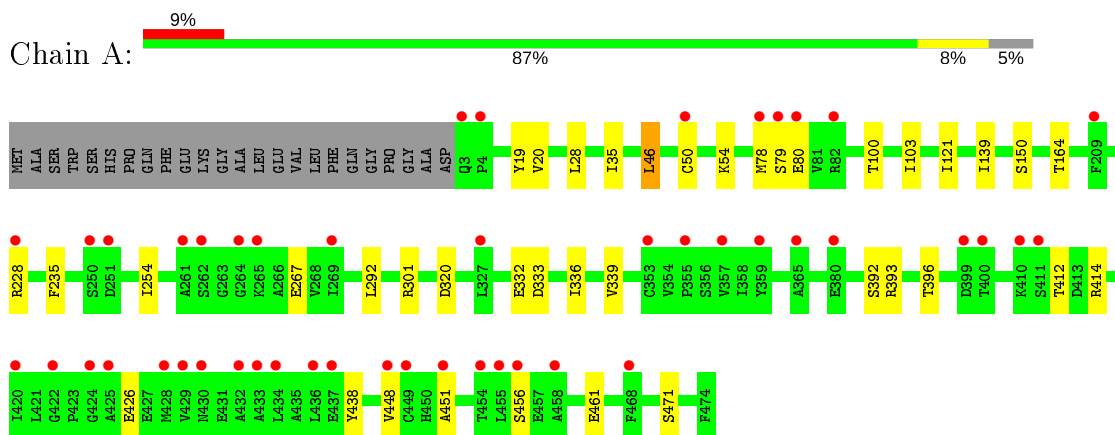 9%
Chain A:
87% 8% 5%
MET ALA SER TRP SER HIS PRO GLN PHE GLU LYS GLY ALA LEU GLU VAL LEU PHE GLN GLY PRO GLY ALA ASP Q3 P4 Y19 V20 L28 I35 L46 C50 K54 M78 S79 E80 V81 R82 T100 I103 I121 I139 S150 T164 F209
R228 F235 S250 D251 I254 A261 S262 G263 G264 K265 A266 E267 V268 I269 L292 R301 D320 L327 E332 D333 I336 V339 C353 V354 P355 S356 V357 I358 Y359 A365 E380 S392 R393 T396 D399 T400 K410 S411 T412 D413 R414
I420 L421 G422 P423 G424 A425 E426 E427 M428 V429 N430 E431 A432 A433 L434 A435 L436 E437 Y438 V448 C449 H450 A451 T454 L455 S456 E457 A458 E461 F468 S471 F474